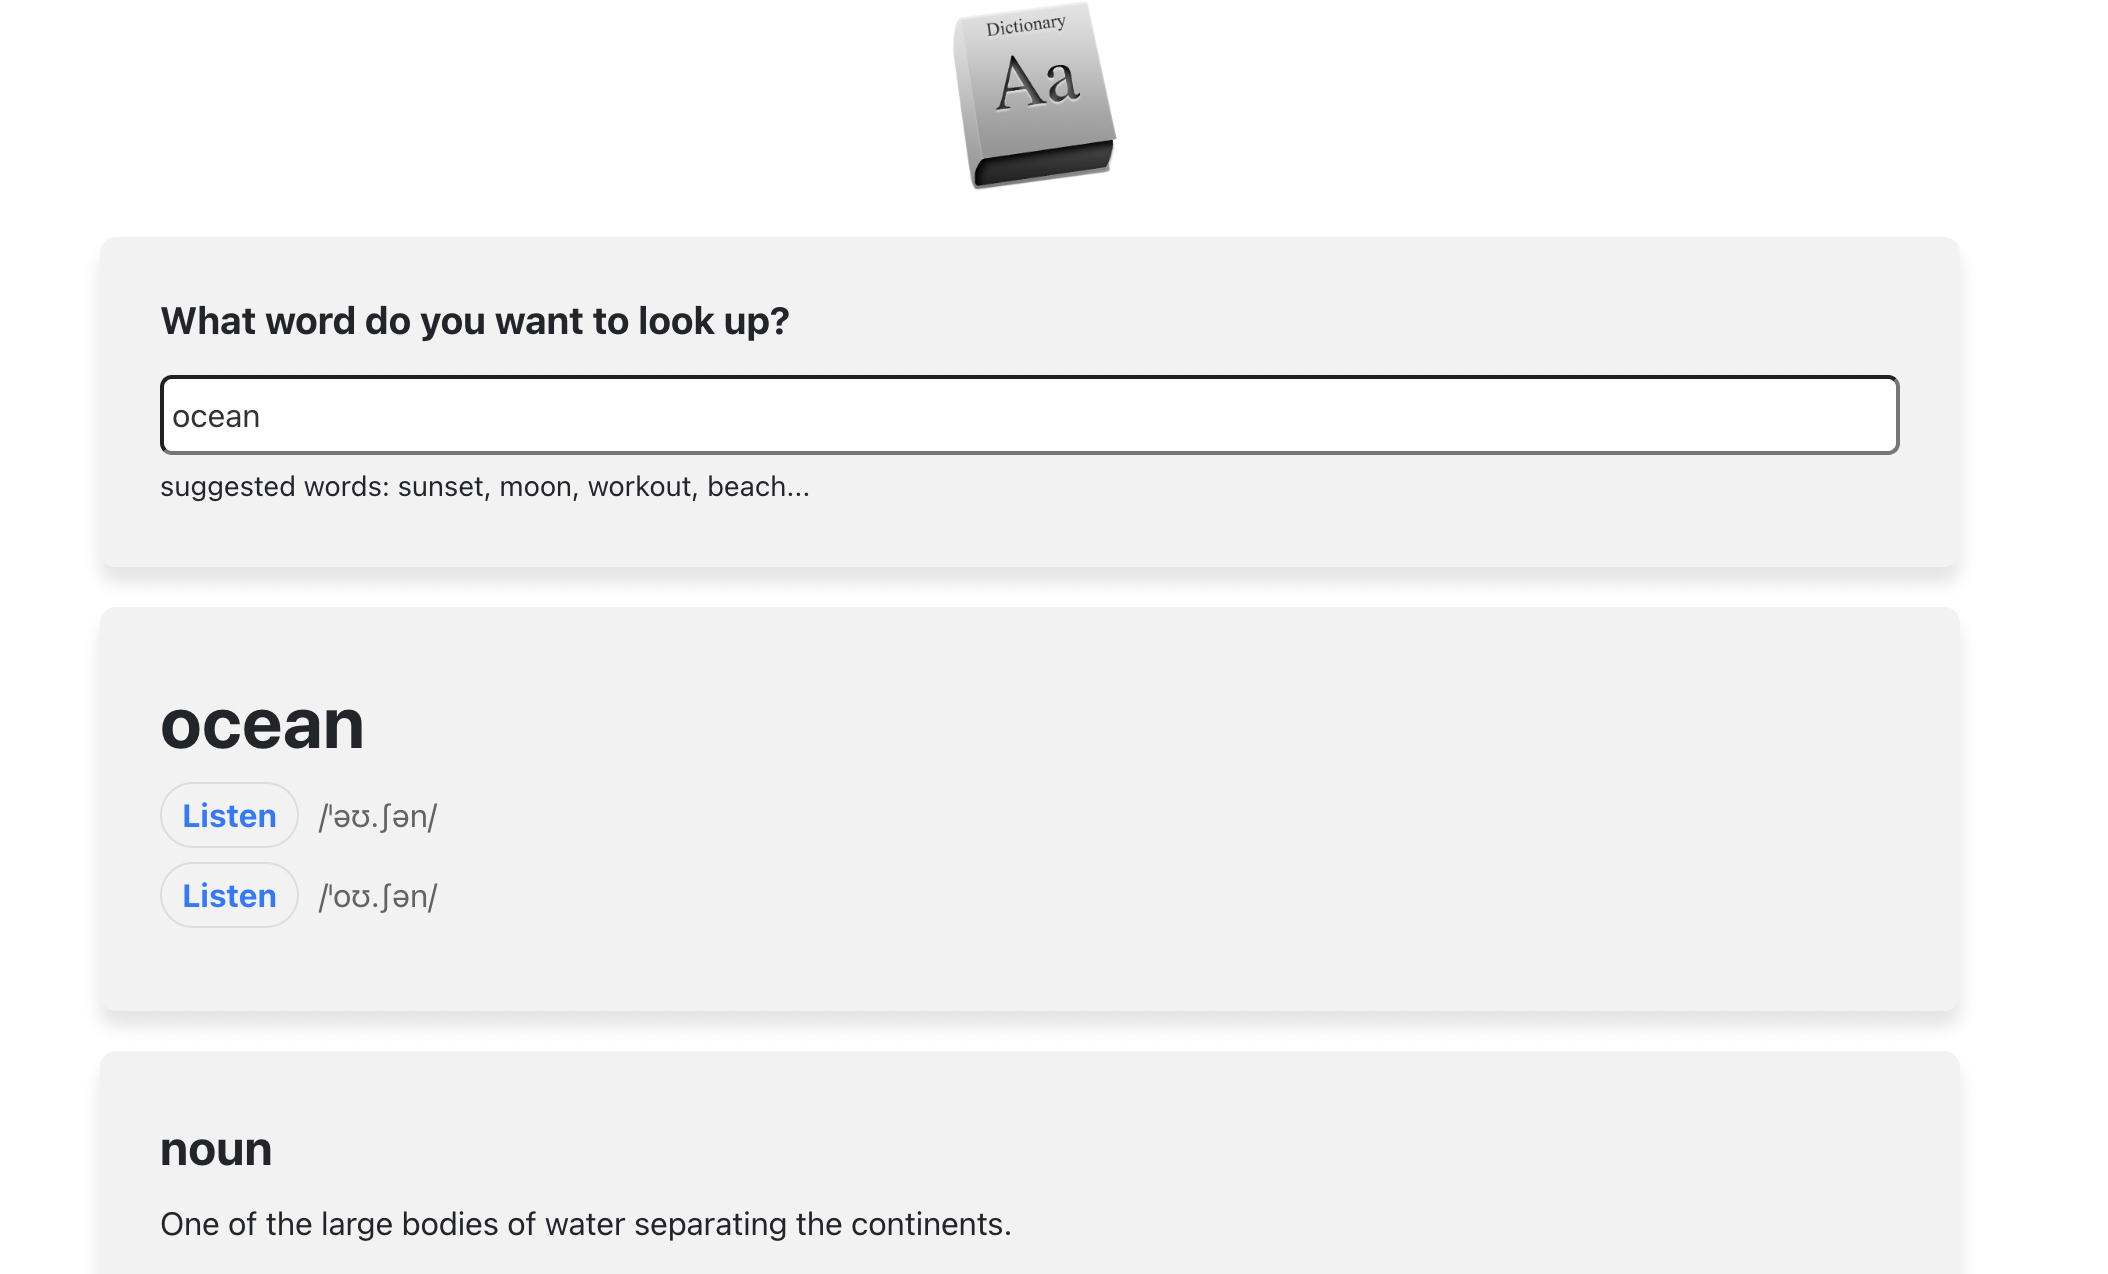 Dictionary
Aa
What word do you want to look up?
ocean
suggested words: sunset, moon, workout, beach...
ocean
Listen /ˈəʊ.ʃən/
Listen /ˈoʊ.ʃən/
noun
One of the large bodies of water separating the continents.